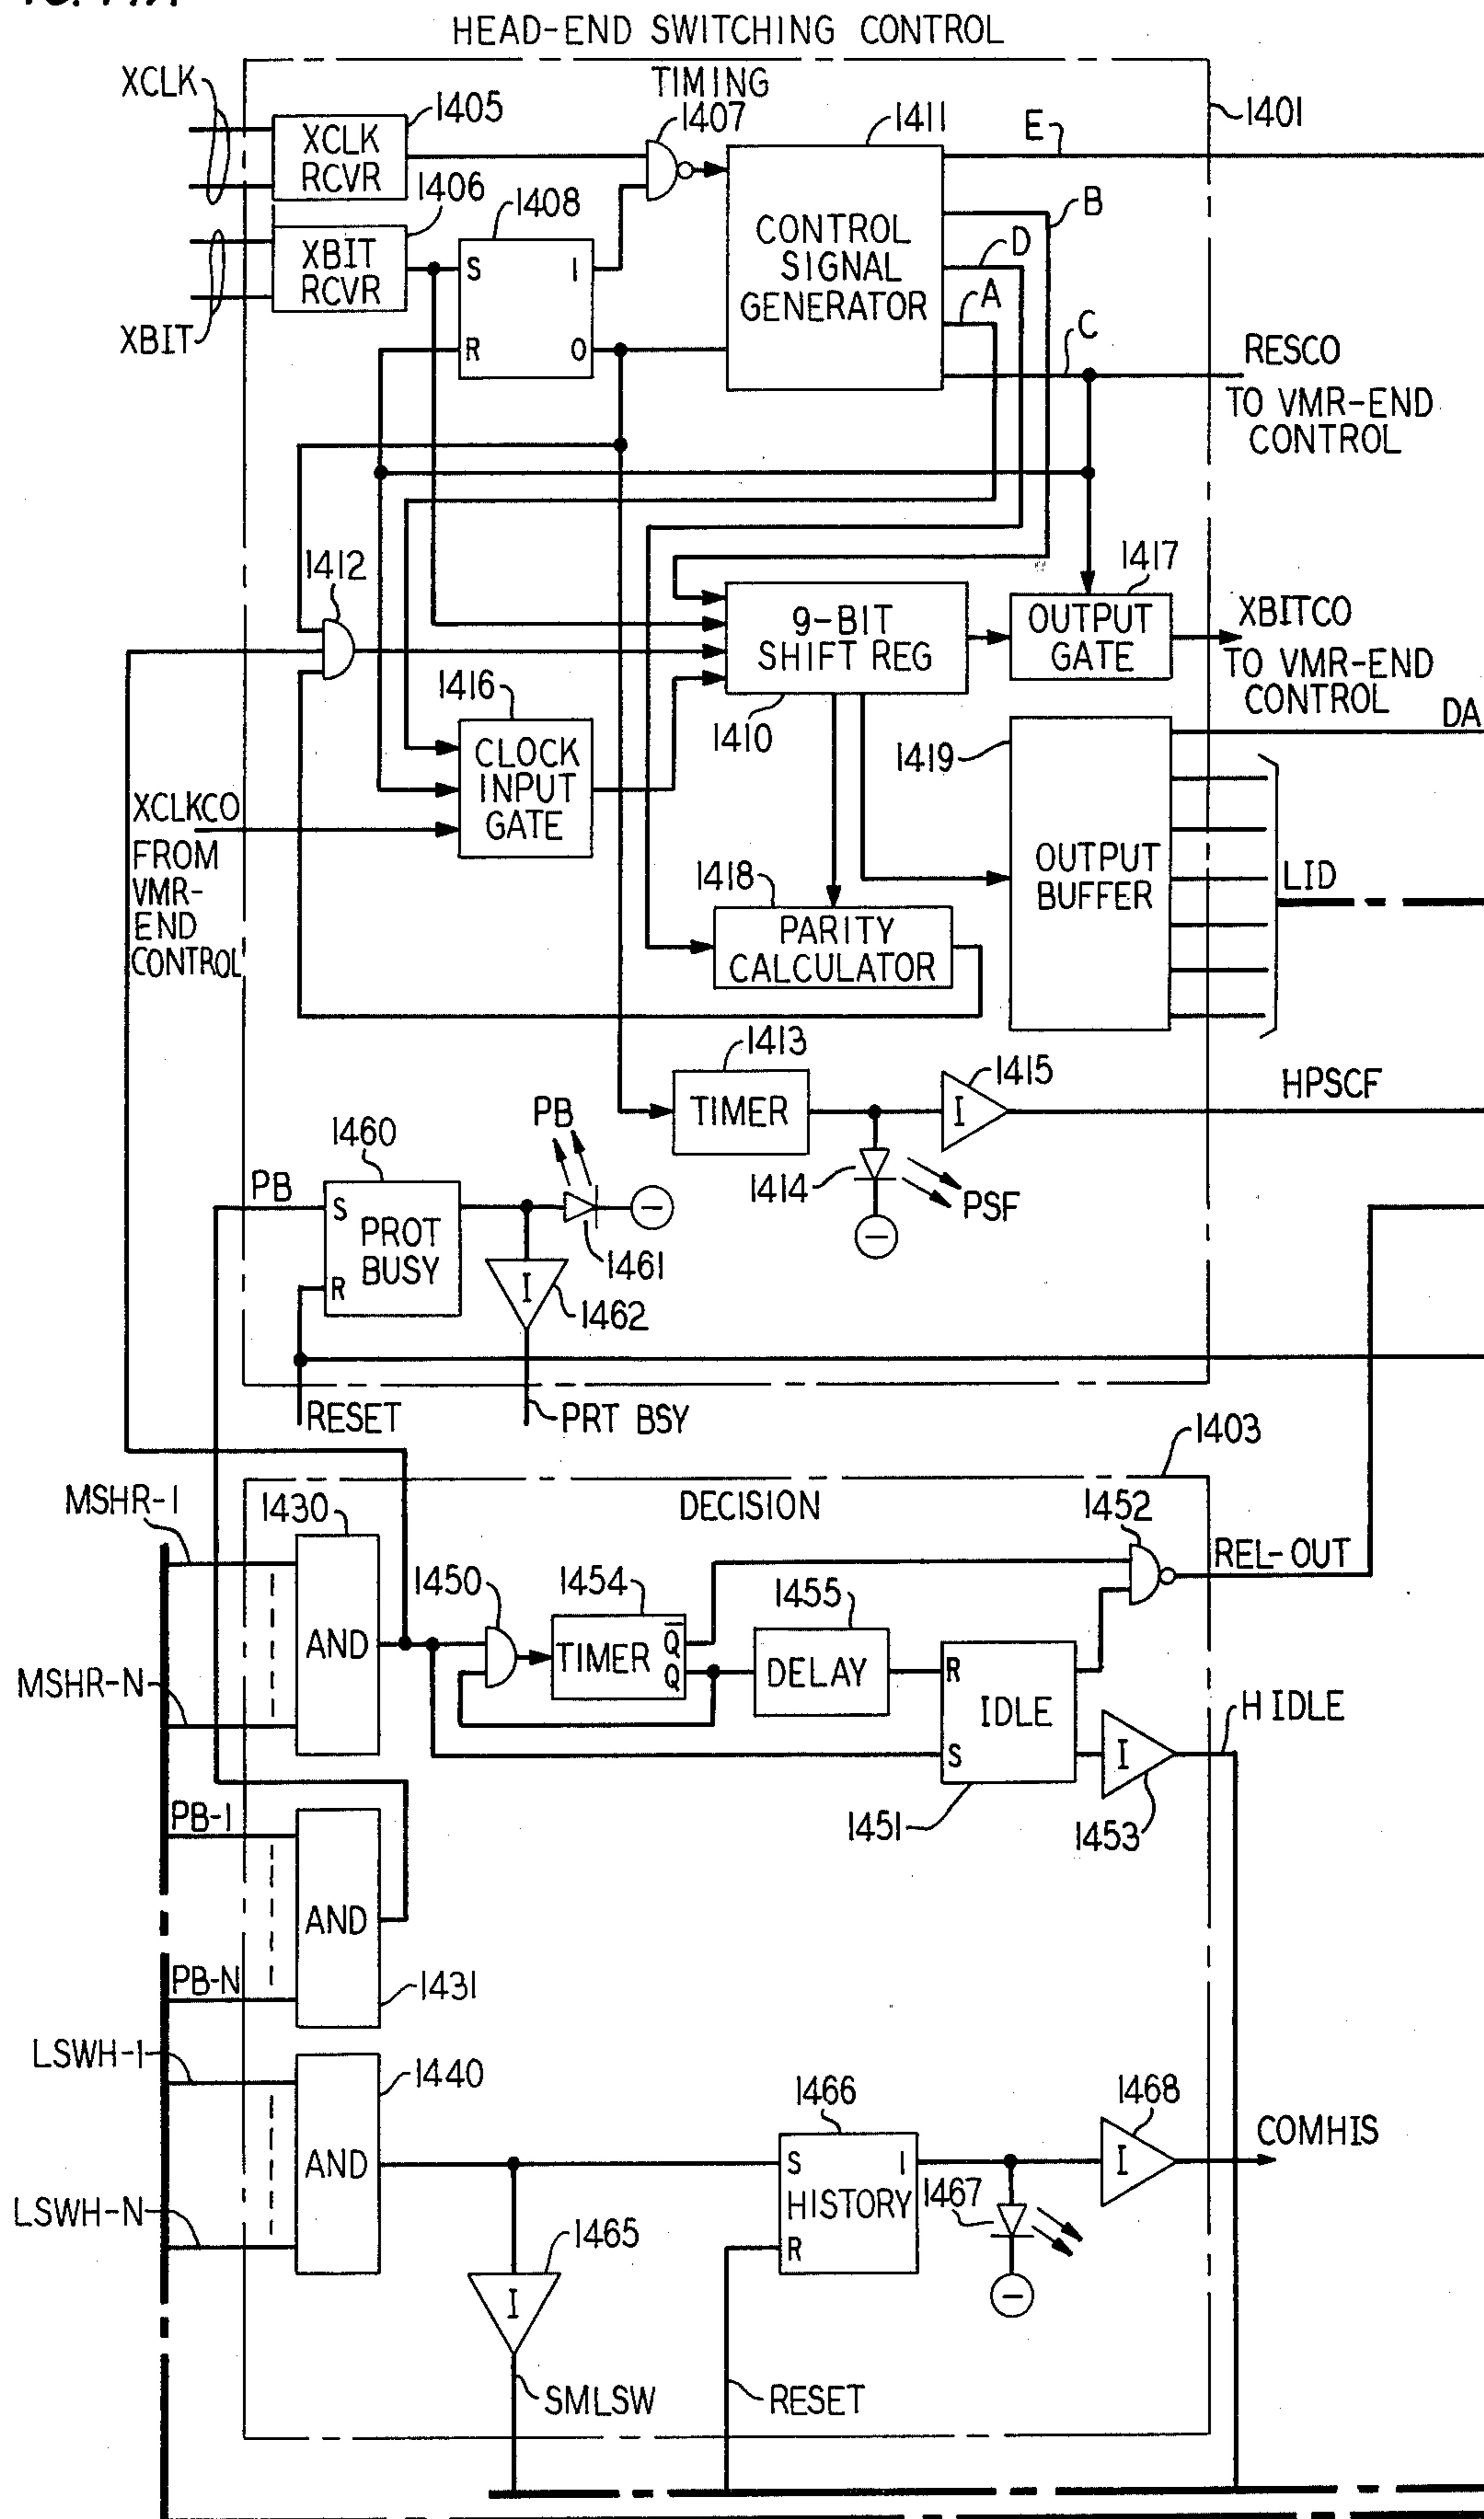 HEAD-END SWITCHING CONTROL
TIMING
XCLK
1405
XCLK
RCVR
1407
1411
E
1401
1406
XBIT
RCVR
XBIT
1408
S
1
R
0
CONTROL
SIGNAL
GENERATOR
B
D
A
C
RESCO
TO VMR-END
CONTROL
1412
9-BIT
SHIFT REG
1410
1417
OUTPUT
GATE
XBITCO
TO VMR-END
CONTROL
1416
CLOCK
INPUT
GATE
XCLKCO
FROM
VMR-
END
CONTROL
1419
OUTPUT
BUFFER
DA
LID
1418
PARITY
CALCULATOR
1413
TIMER
1415
I
HPSCF
1414
PSF
PB
1460
PB
S
PROT
BUSY
R
1461
I
1462
RESET
PRT BSY
1403
DECISION
MSHR-1
1430
AND
MSHR-N
1450
1454
TIMER
Q
Q
1455
DELAY
1452
REL-OUT
R
IDLE
S
1451
I
1453
H IDLE
PB-1
AND
PB-N
1431
LSWH-1
1440
AND
LSWH-N
1466
S
1
HISTORY
R
1467
1468
I
COMHIS
1465
I
SMLSW
RESET